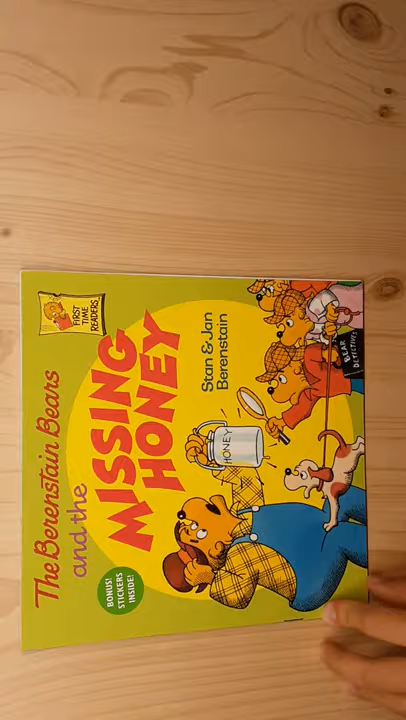 FIRST
TIME
READERS
The Berenstain Bears
and the
MISSING
HONEY
Stan & Jan
Berenstain
HONEY
BEAR
DETECTIVES
BONUS!
STICKERS
INSIDE!